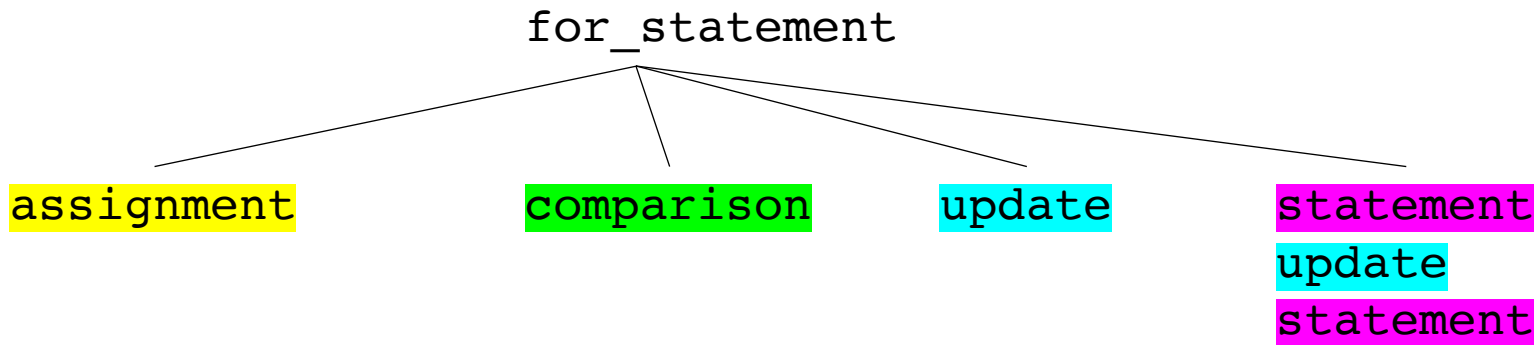 for_statement
assignment comparison update statement
update
statement